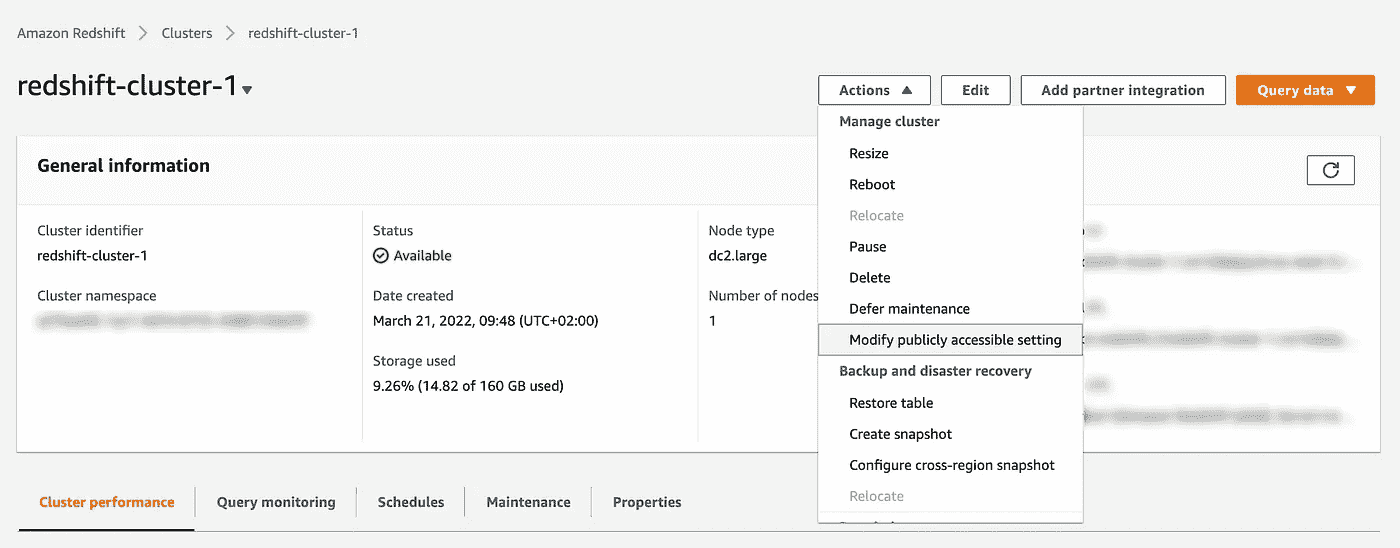 Amazon Redshift > Clusters > redshift-cluster-1
redshift-cluster-1
Actions
Edit
Add partner integration
Query data
Manage cluster
Resize
Reboot
Relocate
Pause
Delete
Defer maintenance
Modify publicly accessible setting
Backup and disaster recovery
Restore table
Create snapshot
Configure cross-region snapshot
Relocate
General information
Cluster identifier
redshift-cluster-1
Cluster namespace
Status
Available
Date created
March 21, 2022, 09:48 (UTC+02:00)
Storage used
9.26% (14.82 of 160 GB used)
Node type
dc2.large
Number of nodes
1
Cluster performance
Query monitoring
Schedules
Maintenance
Properties